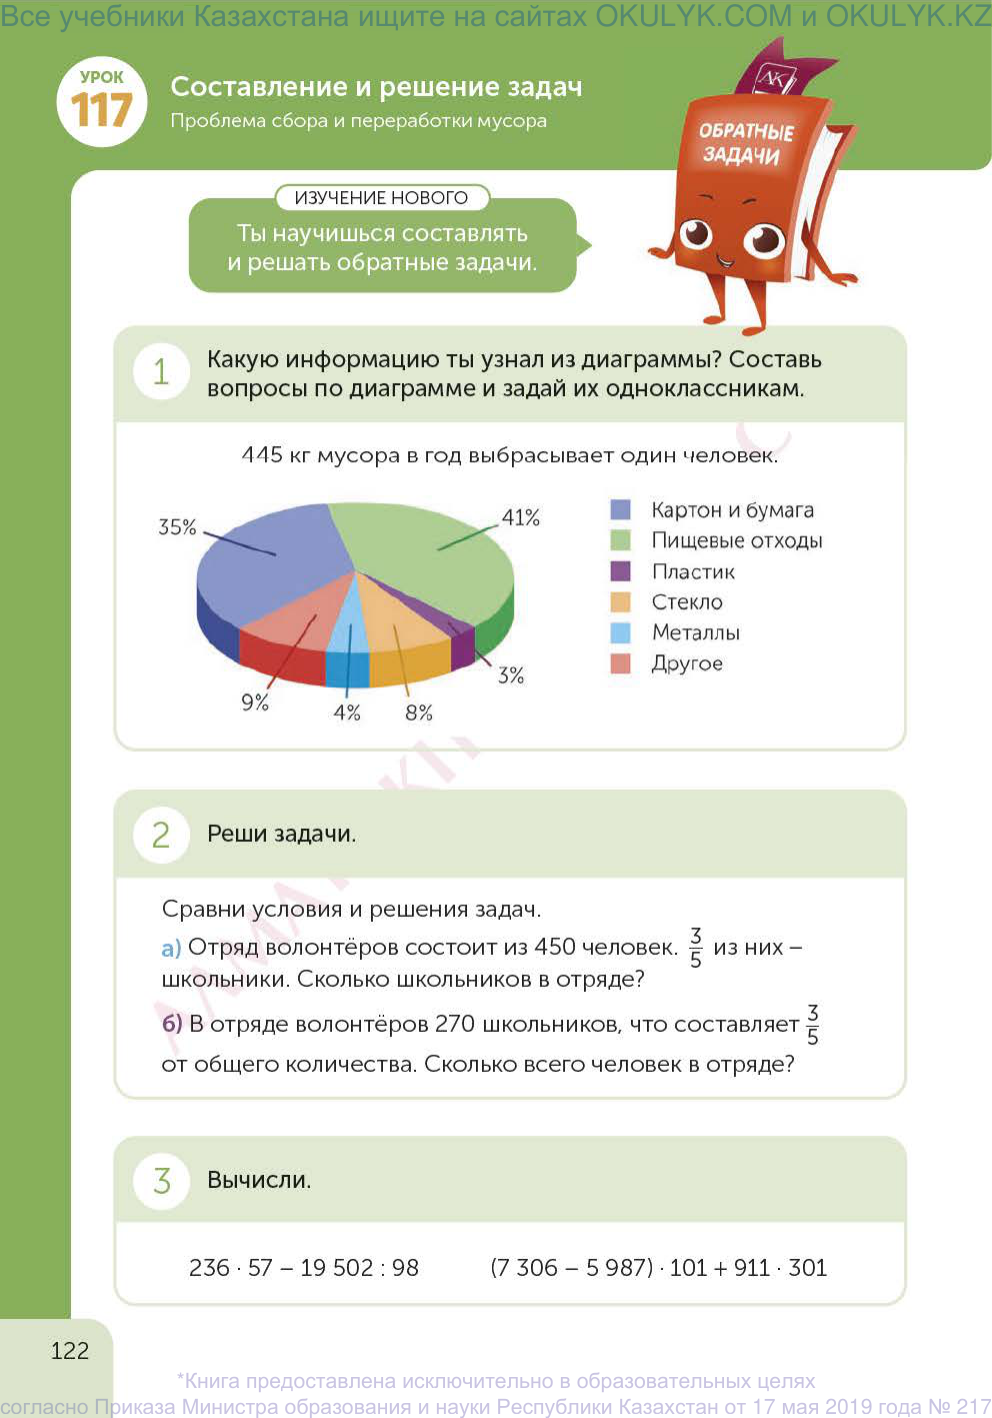 Все учебники Казахстана ищите на сайтах OKULYK.COM и OKULYK.KZ
УРОК
117
Составление и решение задач
Проблема сбора и переработки мусора
АК
ОБРАТНЫЕ
ЗАДАЧИ
ИЗУЧЕНИЕ НОВОГО
Ты научишься составлять
и решать обратные задачи.
1
Какую информацию ты узнал из диаграммы? Составь
вопросы по диаграмме и задай их одноклассникам.
445 кг мусора в год выбрасывает один человек.
35%
41%
3%
8%
4%
9%
Картон и бумага
Пищевые отходы
Пластик
Стекло
Металлы
Другое
2
Реши задачи.
Сравни условия и решения задач.
а) Отряд волонтёров состоит из 450 человек. 3/5 из них –
школьники. Сколько школьников в отряде?
б) В отряде волонтёров 270 школьников, что составляет 3/5
от общего количества. Сколько всего человек в отряде?
3
Вычисли.
236 · 57 – 19 502 : 98
(7 306 – 5 987) · 101 + 911 · 301
122
*Книга предоставлена исключительно в образовательных целях
согласно Приказа Министра образования и науки Республики Казахстан от 17 мая 2019 года № 217